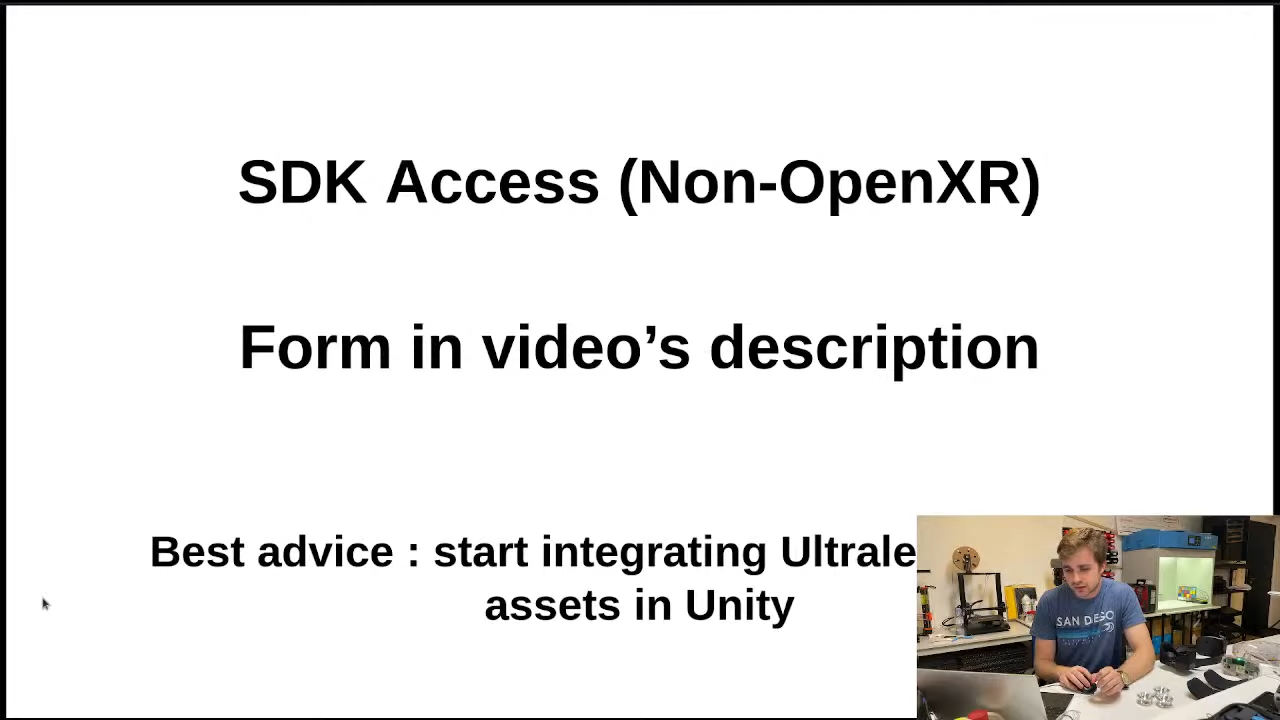 SDK Access (Non-OpenXR)
Form in video’s description
Best advice : start integrating Ultrale
assets in Unity
SAN DIEGO